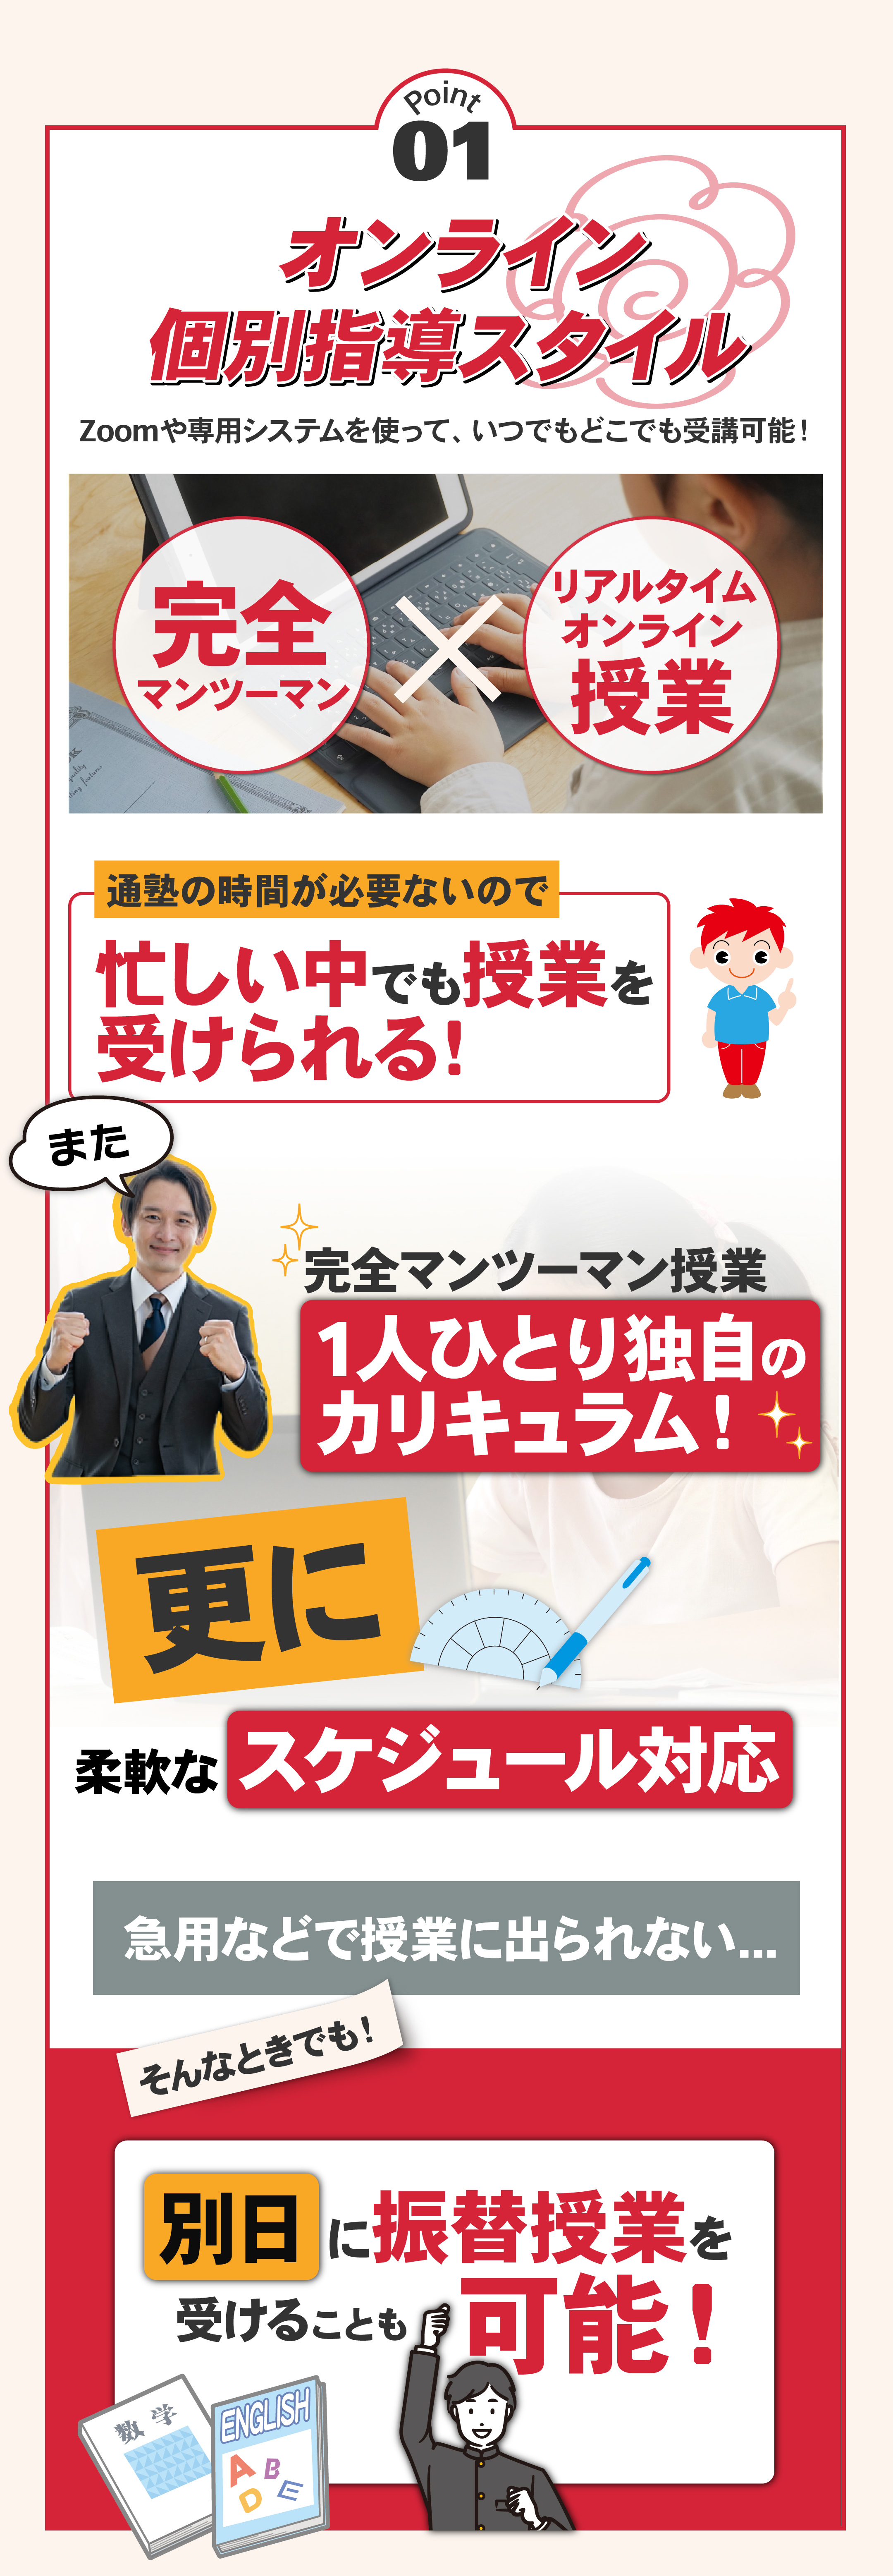 Point
01
オンライン
個別指導スタイル
Zoomや専用システムを使って、いつでもどこでも受講可能！
完全
マンツーマン
リアルタイム
オンライン
授業
通塾の時間が必要ないので
忙しい中でも授業を
受けられる！
また
完全マンツーマン授業
1人ひとり独自の
カリキュラム！
更に
柔軟なスケジュール対応
急用などで授業に出られない...
そんなときでも！
別日に振替授業を
受けることも可能！
数学
ENGLISH
A B
D E